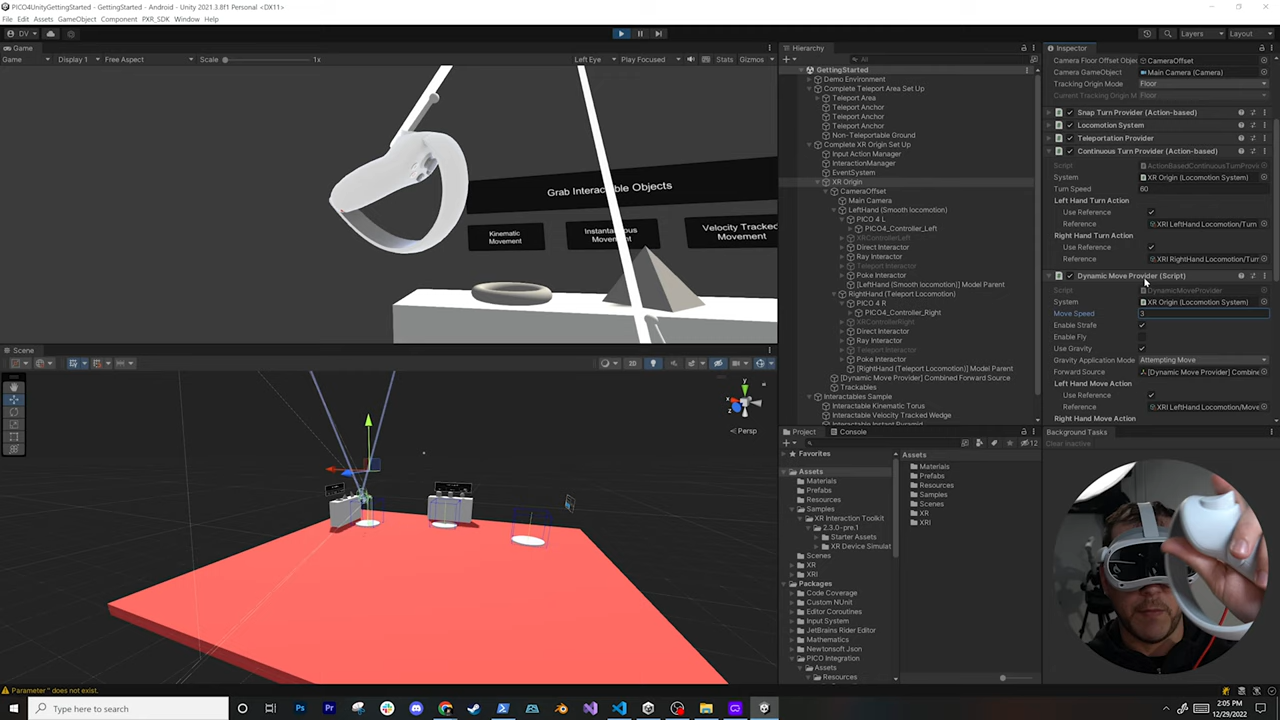 PICO4UnityGettingStarted - GettingStarted - Android - Unity 2021.3.8f1 Personal <DX11>
File Edit Assets GameObject Component PXR_SDK Window Help
DV
Layers
Layout
Game
Game Display 1 Free Aspect Scale 1x Left Eye Play Focused Stats Gizmos
Grab Interactable Objects
Kinematic
Movement
Instantaneous
Movement
Velocity Tracked
Movement
Scene
y
x
z
Persp
Hierarchy
All
GettingStarted
Demo Environment
Complete Teleport Area Set Up
Teleport Area
Teleport Anchor
Teleport Anchor
Teleport Anchor
Non-Teleportable Ground
Complete XR Origin Set Up
Input Action Manager
InteractionManager
EventSystem
XR Origin
CameraOffset
Main Camera
LeftHand (Smooth locomotion)
PICO 4 L
PICO4_Controller_Left
XRControllerLeft
Direct Interactor
Ray Interactor
Teleport Interactor
Poke Interactor
[LeftHand (Smooth locomotion)] Model Parent
RightHand (Teleport Locomotion)
PICO 4 R
PICO4_Controller_Right
XRControllerRight
Direct Interactor
Ray Interactor
Teleport Interactor
Poke Interactor
[RightHand (Teleport Locomotion)] Model Parent
[Dynamic Move Provider] Combined Forward Source
Trackables
Interactables Sample
Interactable Kinematic Torus
Interactable Velocity Tracked Wedge
Interactable Instant Pyramid
Project Console
12
Favorites
Assets
Materials
Prefabs
Resources
Samples
XR Interaction Toolkit
2.3.0-pre.1
Starter Assets
XR Device Simulat
Scenes
XR
XRI
Packages
Code Coverage
Custom NUnit
Editor Coroutines
Input System
JetBrains Rider Editor
Mathematics
Newtonsoft Json
PICO Integration
Assets
Resources
Assets
Materials
Prefabs
Resources
Samples
Scenes
XR
XRI
Inspector
Camera Floor Offset Obje CameraOffset
Camera GameObject Main Camera (Camera)
Tracking Origin Mode Floor
Current Tracking Origin M Floor
Snap Turn Provider (Action-based)
Locomotion System
Teleportation Provider
Continuous Turn Provider (Action-based)
Script ActionBasedContinuousTurnProvi
System XR Origin (Locomotion System)
Turn Speed 60
Left Hand Turn Action
Use Reference
Reference XRI LeftHand Locomotion/Turn
Right Hand Turn Action
Use Reference
Reference XRI RightHand Locomotion/Turn
Dynamic Move Provider (Script)
Script DynamicMoveProvider
System XR Origin (Locomotion System)
Move Speed 3
Enable Strafe
Enable Fly
Use Gravity
Gravity Application Mode Attempting Move
Forward Source [Dynamic Move Provider] Combine
Left Hand Move Action
Use Reference
Reference XRI LeftHand Locomotion/Move
Right Hand Move Action
Background Tasks
Clear Inactive
Parameter '' does not exist.
Type here to search
2:05 PM
12/29/2022